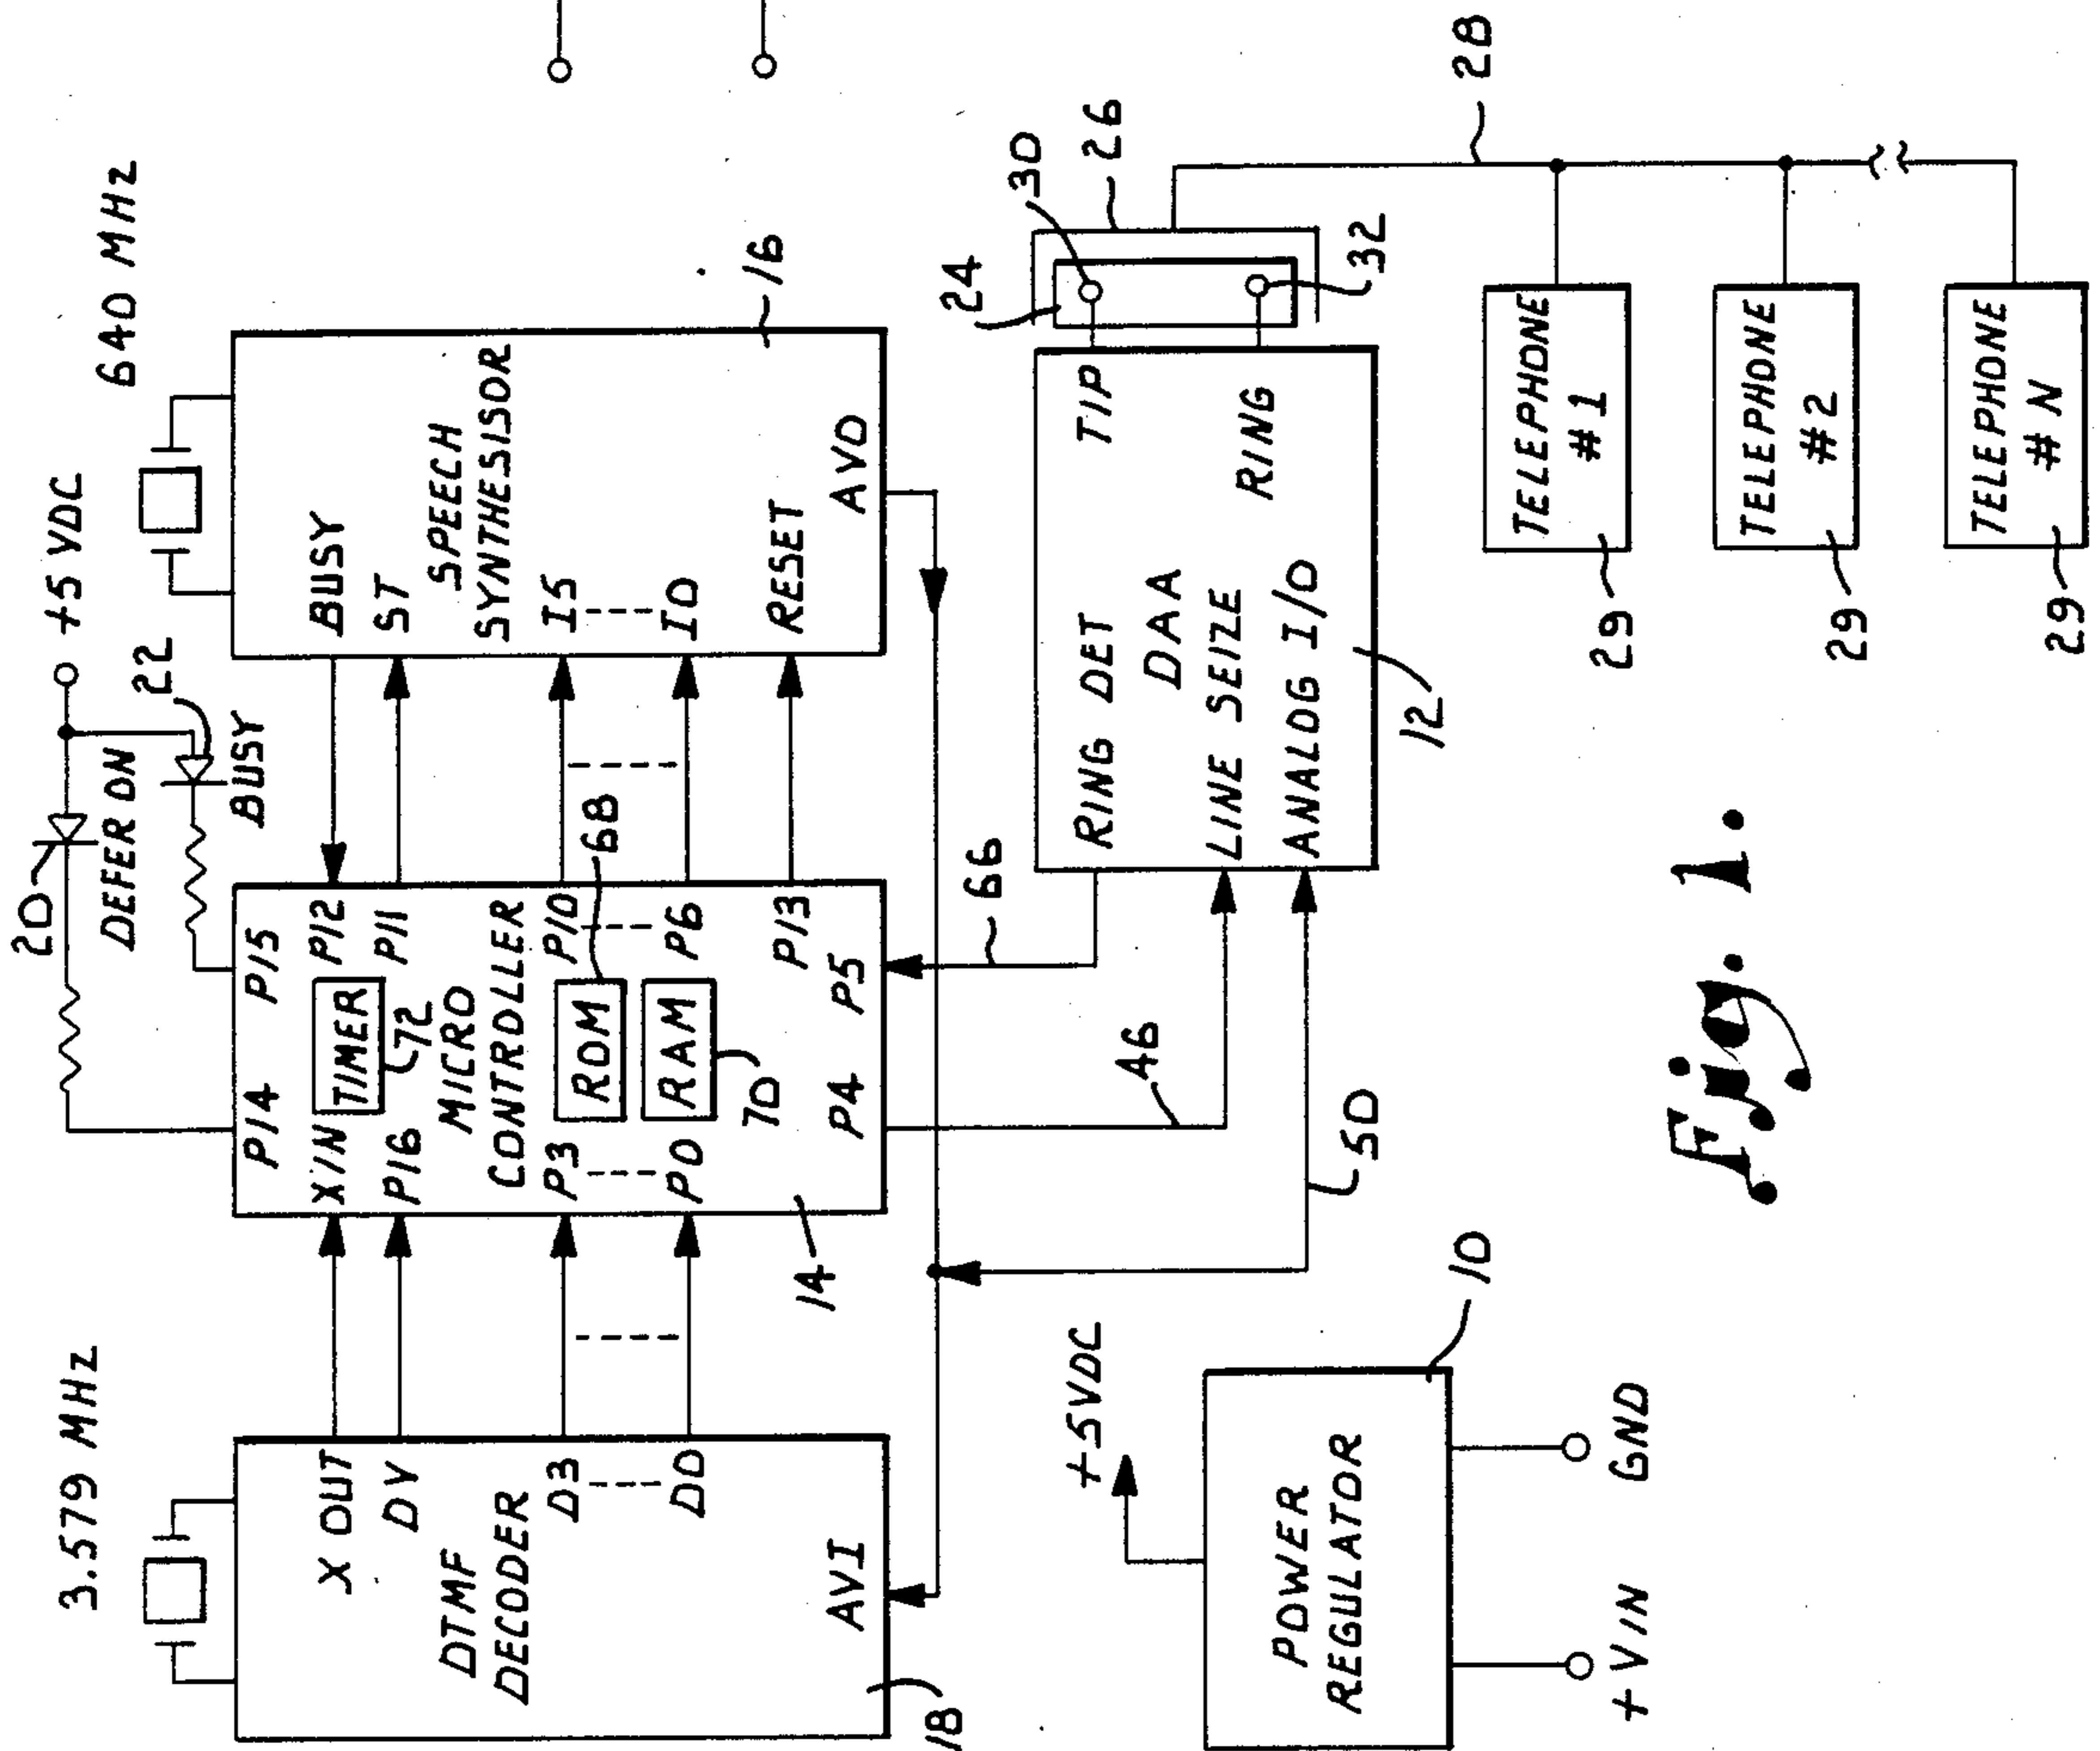 3.579 MHz
+5 VDC
640 MHz
20
22
DEFER ON
BUSY
X OUT
DV
DTMF
DECODER
D3
D0
AVI
18
P14
P15
XIN
TIMER
P12
P16
72
P11
MICRO
CONTROLLER
P3
ROM
P10
68
P0
RAM
P6
70
P13
P4
P5
14
BUSY
ST
SPEECH
SYNTHESISOR
I5
I0
RESET
AVO
16
+5VDC
POWER
REGULATOR
10
+VIN
GND
46
66
50
RING DET
TIP
DAA
LINE SEIZE
RING
ANALOG I/O
12
24
30
26
32
28
TELEPHONE
#1
29
TELEPHONE
#2
29
TELEPHONE
#N
29
Fig. 1.